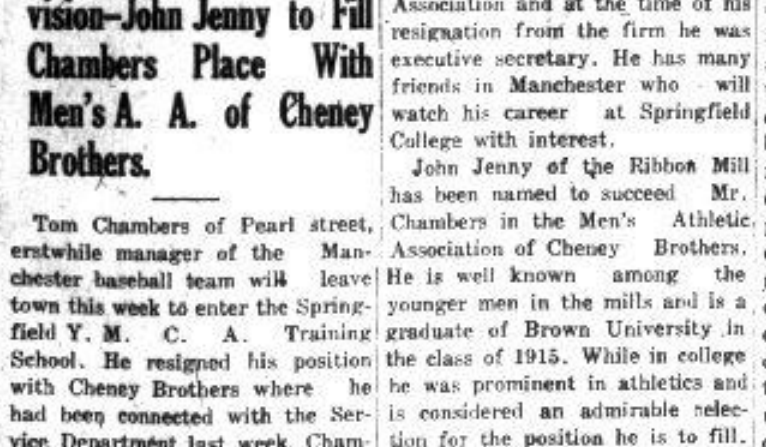 vision—John Jenny to Fill
Chambers Place With
Men's A. A. of Cheney
Brothers.
Tom Chambers of Pearl street,
erstwhile manager of the Man-
chester baseball team will leave
town this week to enter the Spring-
field Y. M. C. A. Training
School. He resigned his position
with Cheney Brothers where he
had been connected with the Ser-
vice Department last week. Cham-
Association and at the time of his
resignation from the firm he was
executive secretary. He has many
friends in Manchester who will
watch his career at Springfield
College with interest.
John Jenny of the Ribbon Mill
has been named to succeed Mr.
Chambers in the Men's Athletic
Association of Cheney Brothers.
He is well known among the
younger men in the mills and is a
graduate of Brown University in
the class of 1915. While in college
he was prominent in athletics and
is considered an admirable selec-
tion for the position he is to fill.